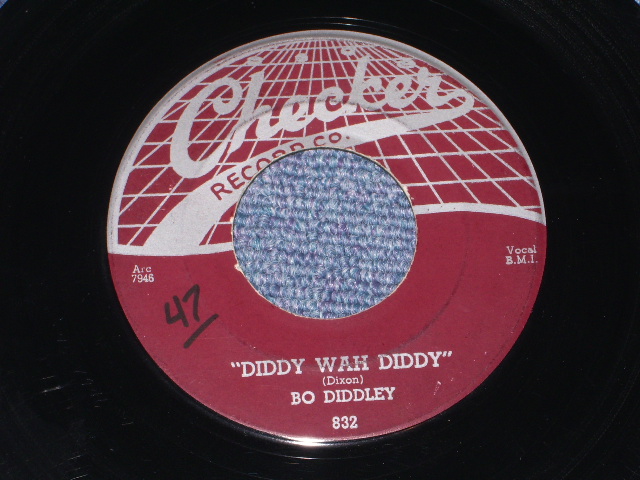 Checker
RECORD CO.
Arc
7946
Vocal
B.M.I.
47
"DIDDY WAH DIDDY"
(Dixon)
BO DIDDLEY
832